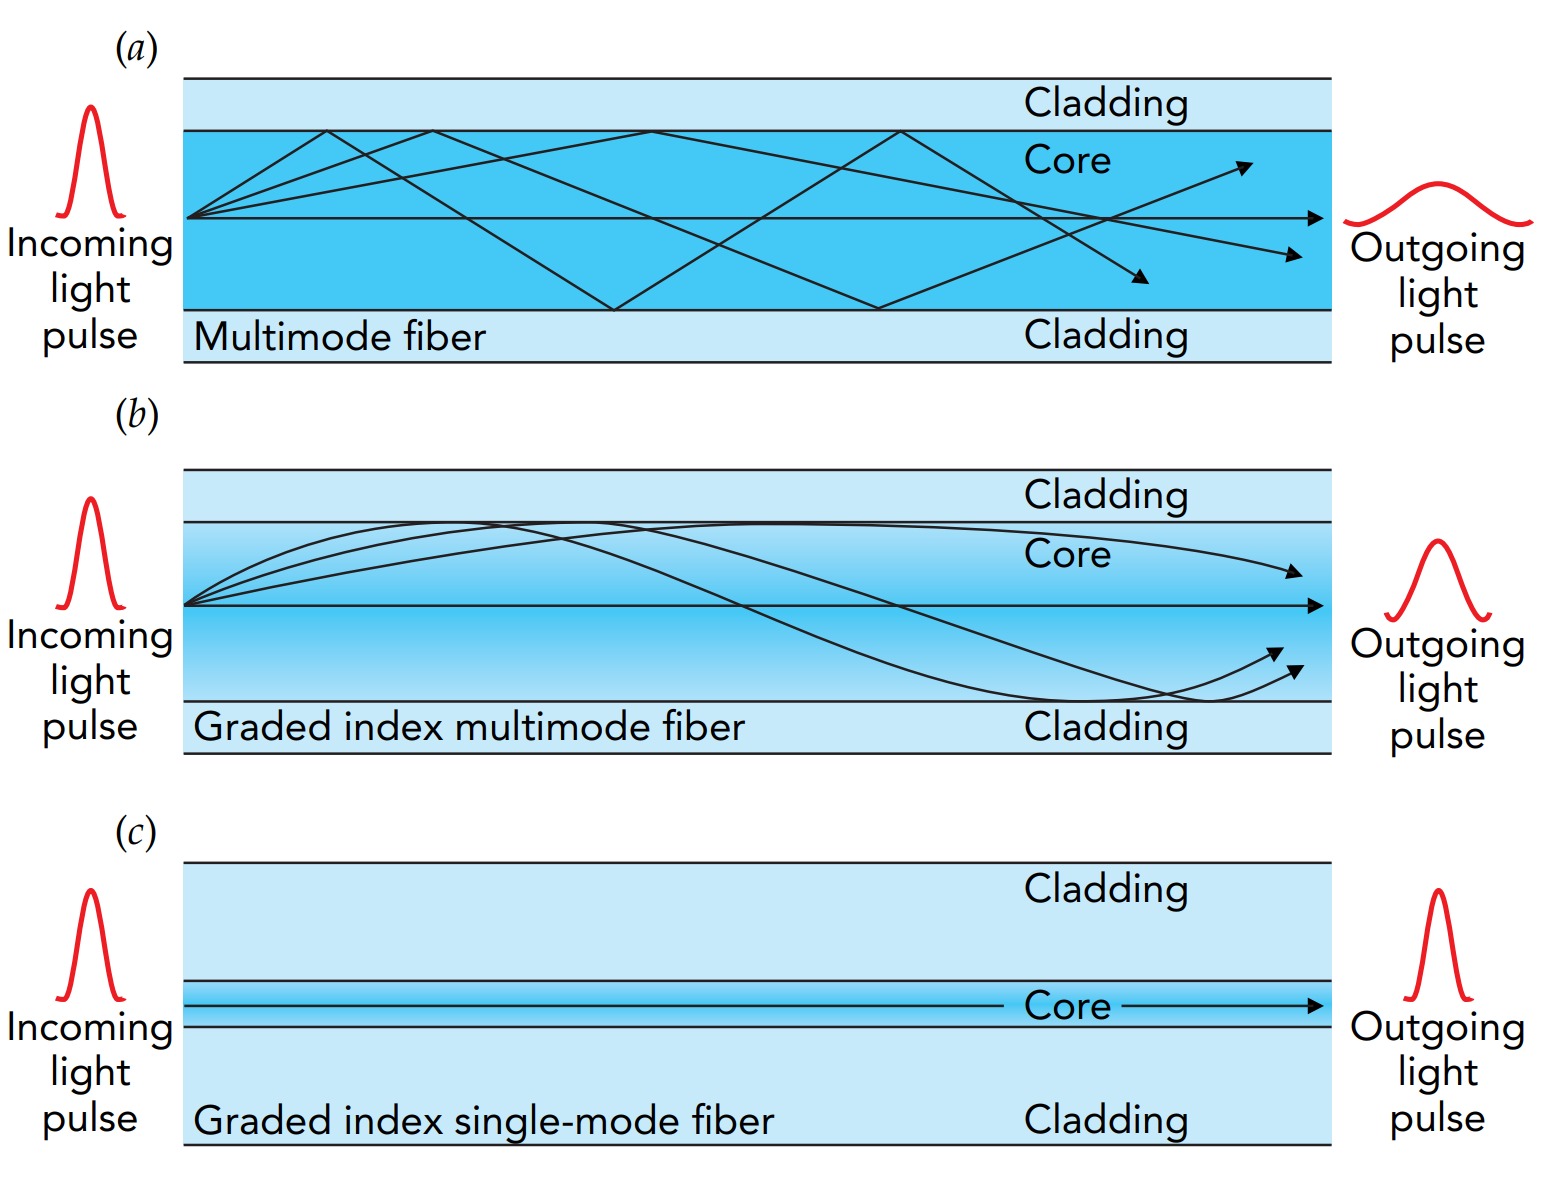 (a)
Cladding
Core
Incoming
light
pulse
Outgoing
light
pulse
Multimode fiber
Cladding
(b)
Cladding
Core
Incoming
light
pulse
Outgoing
light
pulse
Graded index multimode fiber
Cladding
(c)
Cladding
Core
Incoming
light
pulse
Outgoing
light
pulse
Graded index single-mode fiber
Cladding